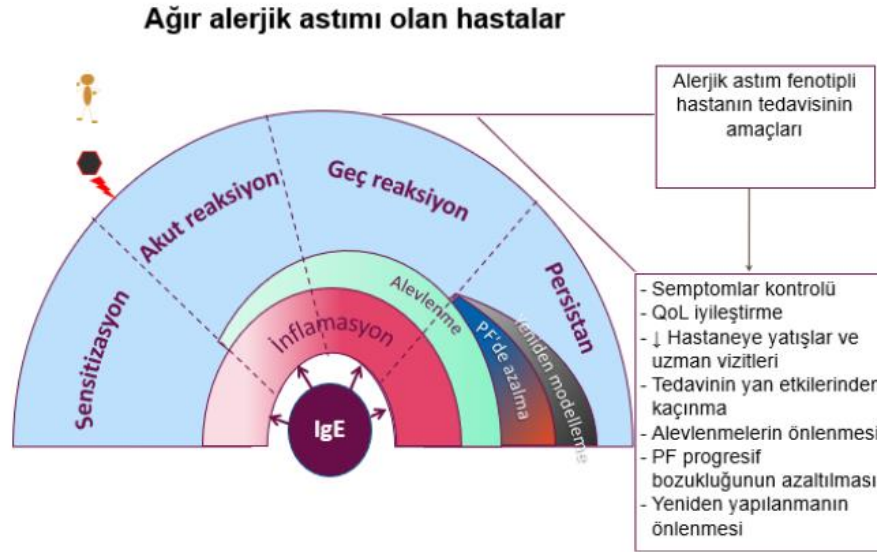 Ağır alerjik astımı olan hastalar
Alerjik astım fenotipli
hastanın tedavisinin
amaçları
Sensitizasyon
Akut reaksiyon
Geç reaksiyon
Persistan
İnflamasyon
Alevlenme
PF'de azalma
Yeniden modelleme
IgE
- Semptomlar kontrolü
- QoL iyileştirme
- ↓ Hastaneye yatışlar ve
uzman vizitleri
- Tedavinin yan etkilerinden
kaçınma
- Alevlenmelerin önlenmesi
- PF progresif
bozukluğunun azaltılması
- Yeniden yapılanmanın
önlenmesi